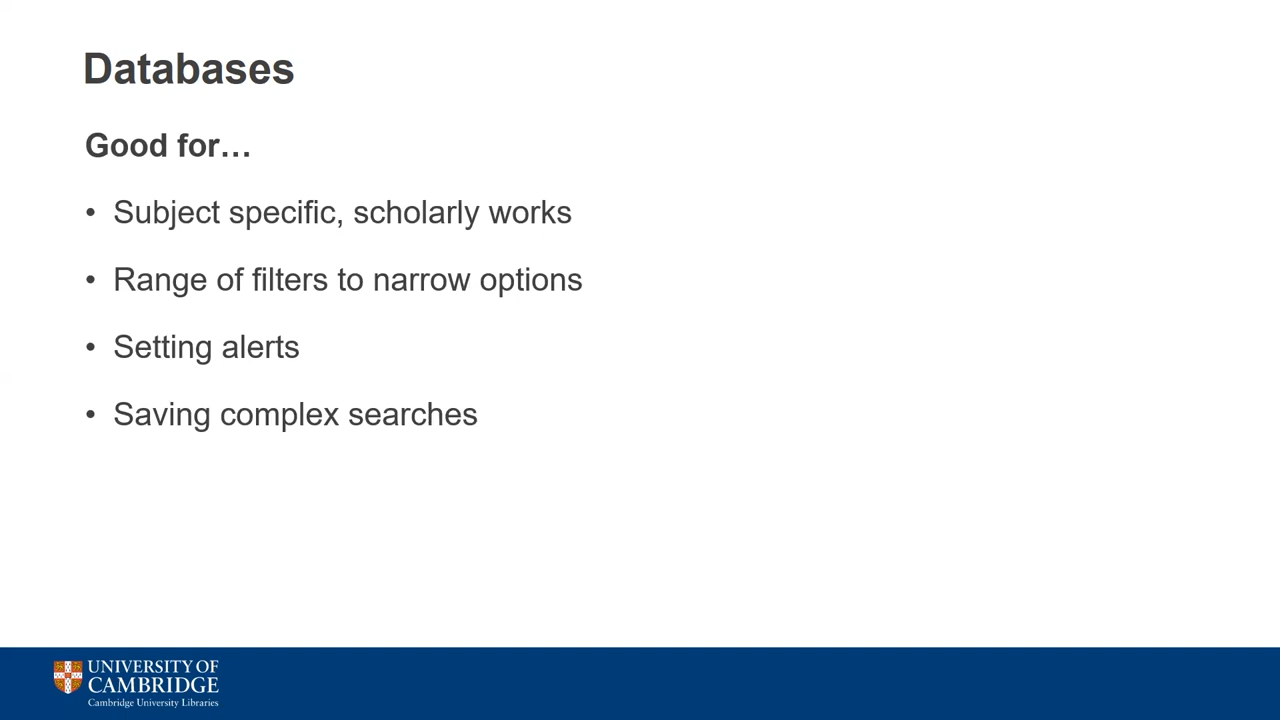 Databases
Good for…
• Subject specific, scholarly works
• Range of filters to narrow options
• Setting alerts
• Saving complex searches
UNIVERSITY OF
CAMBRIDGE
Cambridge University Libraries